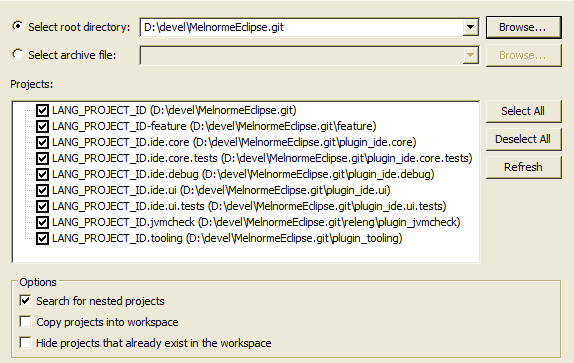 Select root directory: D:\devel\MelnormeEclipse.git Browse...
Select archive file: Browse...
Projects:
LANG_PROJECT_ID (D:\devel\MelnormeEclipse.git)
LANG_PROJECT_ID-feature (D:\devel\MelnormeEclipse.git\feature)
LANG_PROJECT_ID.ide.core (D:\devel\MelnormeEclipse.git\plugin_ide.core)
LANG_PROJECT_ID.ide.core.tests (D:\devel\MelnormeEclipse.git\plugin_ide.core.tests)
LANG_PROJECT_ID.ide.debug (D:\devel\MelnormeEclipse.git\plugin_ide.debug)
LANG_PROJECT_ID.ide.ui (D:\devel\MelnormeEclipse.git\plugin_ide.ui)
LANG_PROJECT_ID.ide.ui.tests (D:\devel\MelnormeEclipse.git\plugin_ide.ui.tests)
LANG_PROJECT_ID.jvmcheck (D:\devel\MelnormeEclipse.git\releng\plugin_jvmcheck)
LANG_PROJECT_ID.tooling (D:\devel\MelnormeEclipse.git\plugin_tooling)
Select All
Deselect All
Refresh
Options
Search for nested projects
Copy projects into workspace
Hide projects that already exist in the workspace